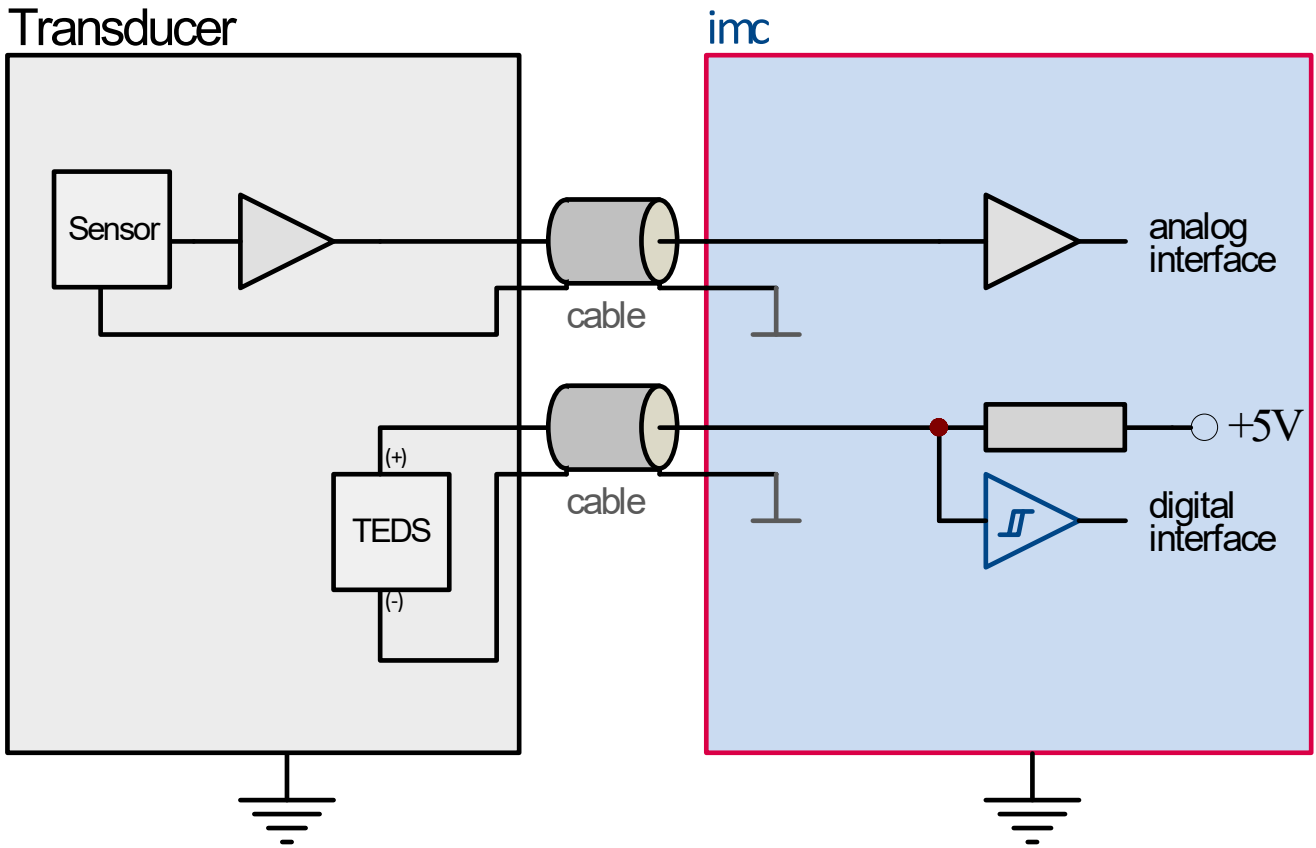 Transducer
imc
Sensor
analog
interface
cable
(+)
+5V
TEDS
cable
digital
interface
(-)